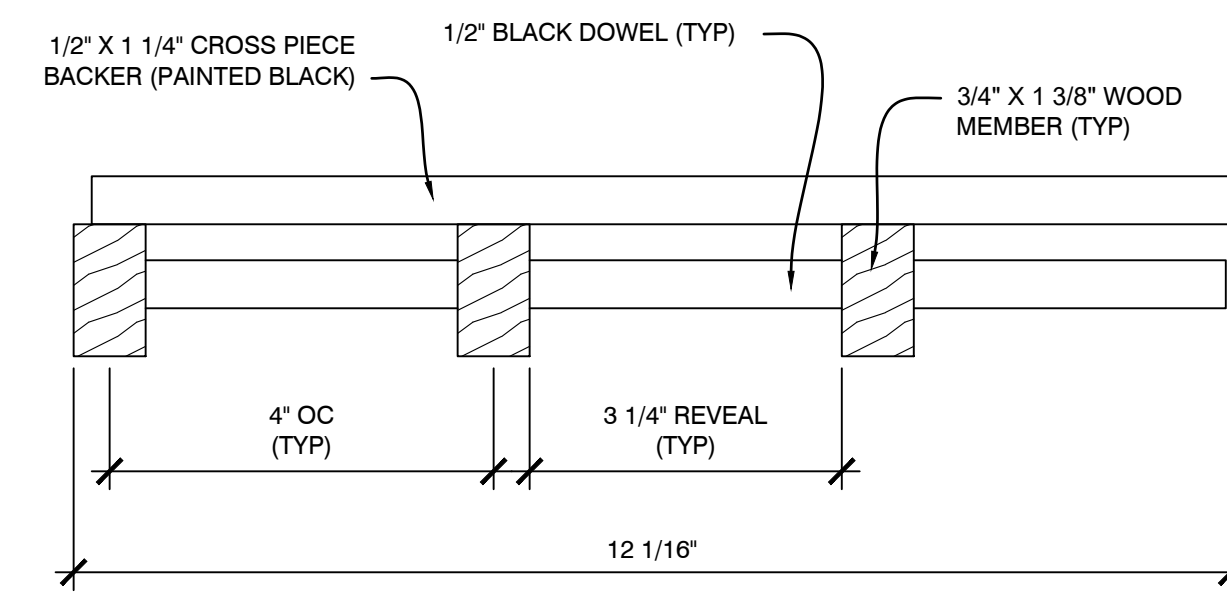 1/2" X 1 1/4" CROSS PIECE
BACKER (PAINTED BLACK)
1/2" BLACK DOWEL (TYP)
3/4" X 1 3/8" WOOD
MEMBER (TYP)
4" OC
(TYP)
3 1/4" REVEAL
(TYP)
12 1/16"